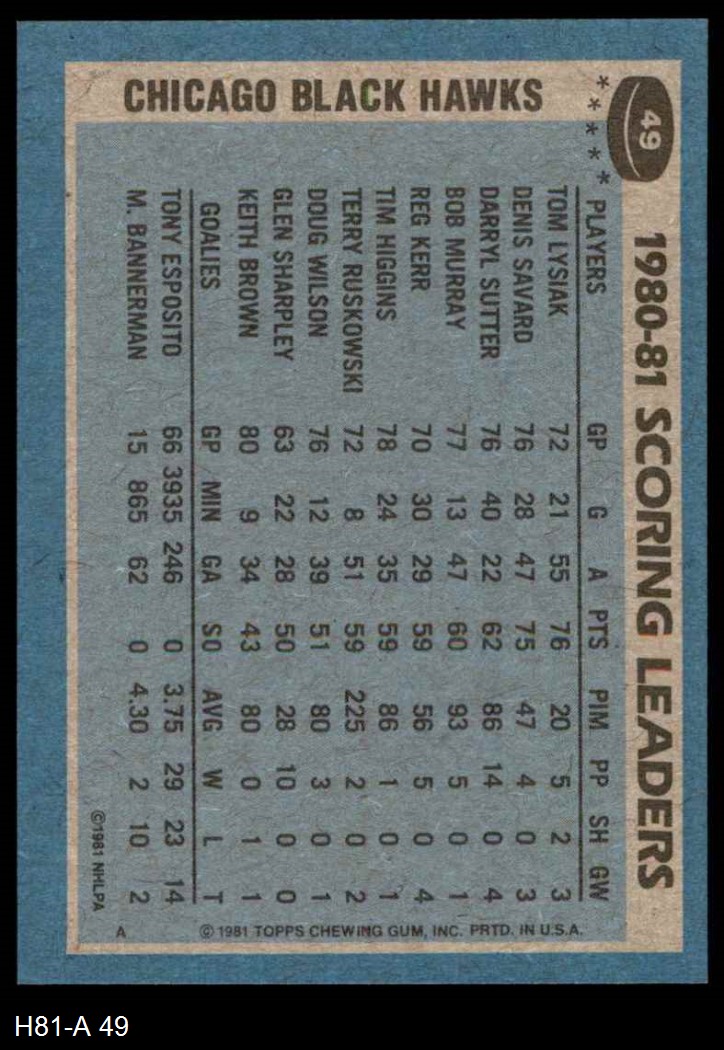 CHICAGO BLACK HAWKS
* * * * *
49
1980-81 SCORING LEADERS
PLAYERS GP G A PTS PIM PP SH GW
TOM LYSIAK 72 21 55 76 20 5 2 3
DENIS SAVARD 76 28 47 75 47 4 0 3
DARRYL SUTTER 76 40 22 62 86 14 0 4
BOB MURRAY 77 13 47 60 93 5 0 1
REG KERR 70 30 29 59 56 5 0 4
TIM HIGGINS 78 24 35 59 86 1 0 1
TERRY RUSKOWSKI 72 8 51 59 225 2 0 2
DOUG WILSON 76 12 39 51 80 3 0 1
GLEN SHARPLEY 63 22 28 50 28 10 0 0
KEITH BROWN 80 9 34 43 80 0 1 1
GOALIES GP MIN GA SO AVG W L T
TONY ESPOSITO 66 3935 246 0 3.75 29 23 14
M. BANNERMAN 15 865 62 0 4.30 2 10 2
©1981 NHLPA
A © 1981 TOPPS CHEWING GUM, INC. PRTD. IN U.S.A.
H81-A 49